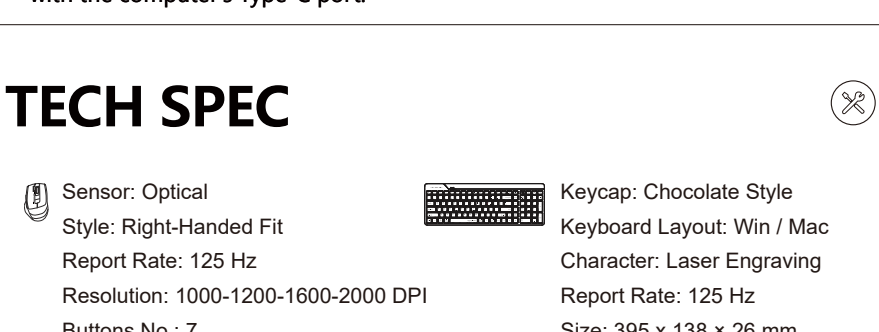 with the computer's Type-C port.
TECH SPEC
Sensor: Optical
Style: Right-Handed Fit
Report Rate: 125 Hz
Resolution: 1000-1200-1600-2000 DPI
Buttons No.: 7
Keycap: Chocolate Style
Keyboard Layout: Win / Mac
Character: Laser Engraving
Report Rate: 125 Hz
Size: 395 x 138 × 26 mm